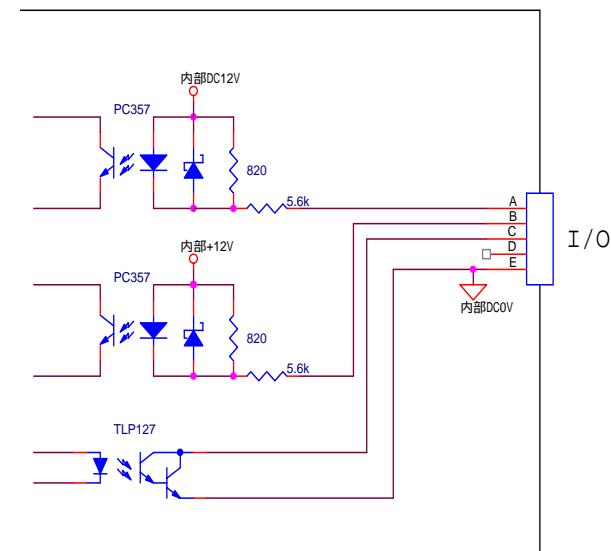 内部DC12V
PC357
820
5.6k
A
B
C
D
E
I/O
内部+12V
PC357
内部DC0V
820
5.6k
TLP127